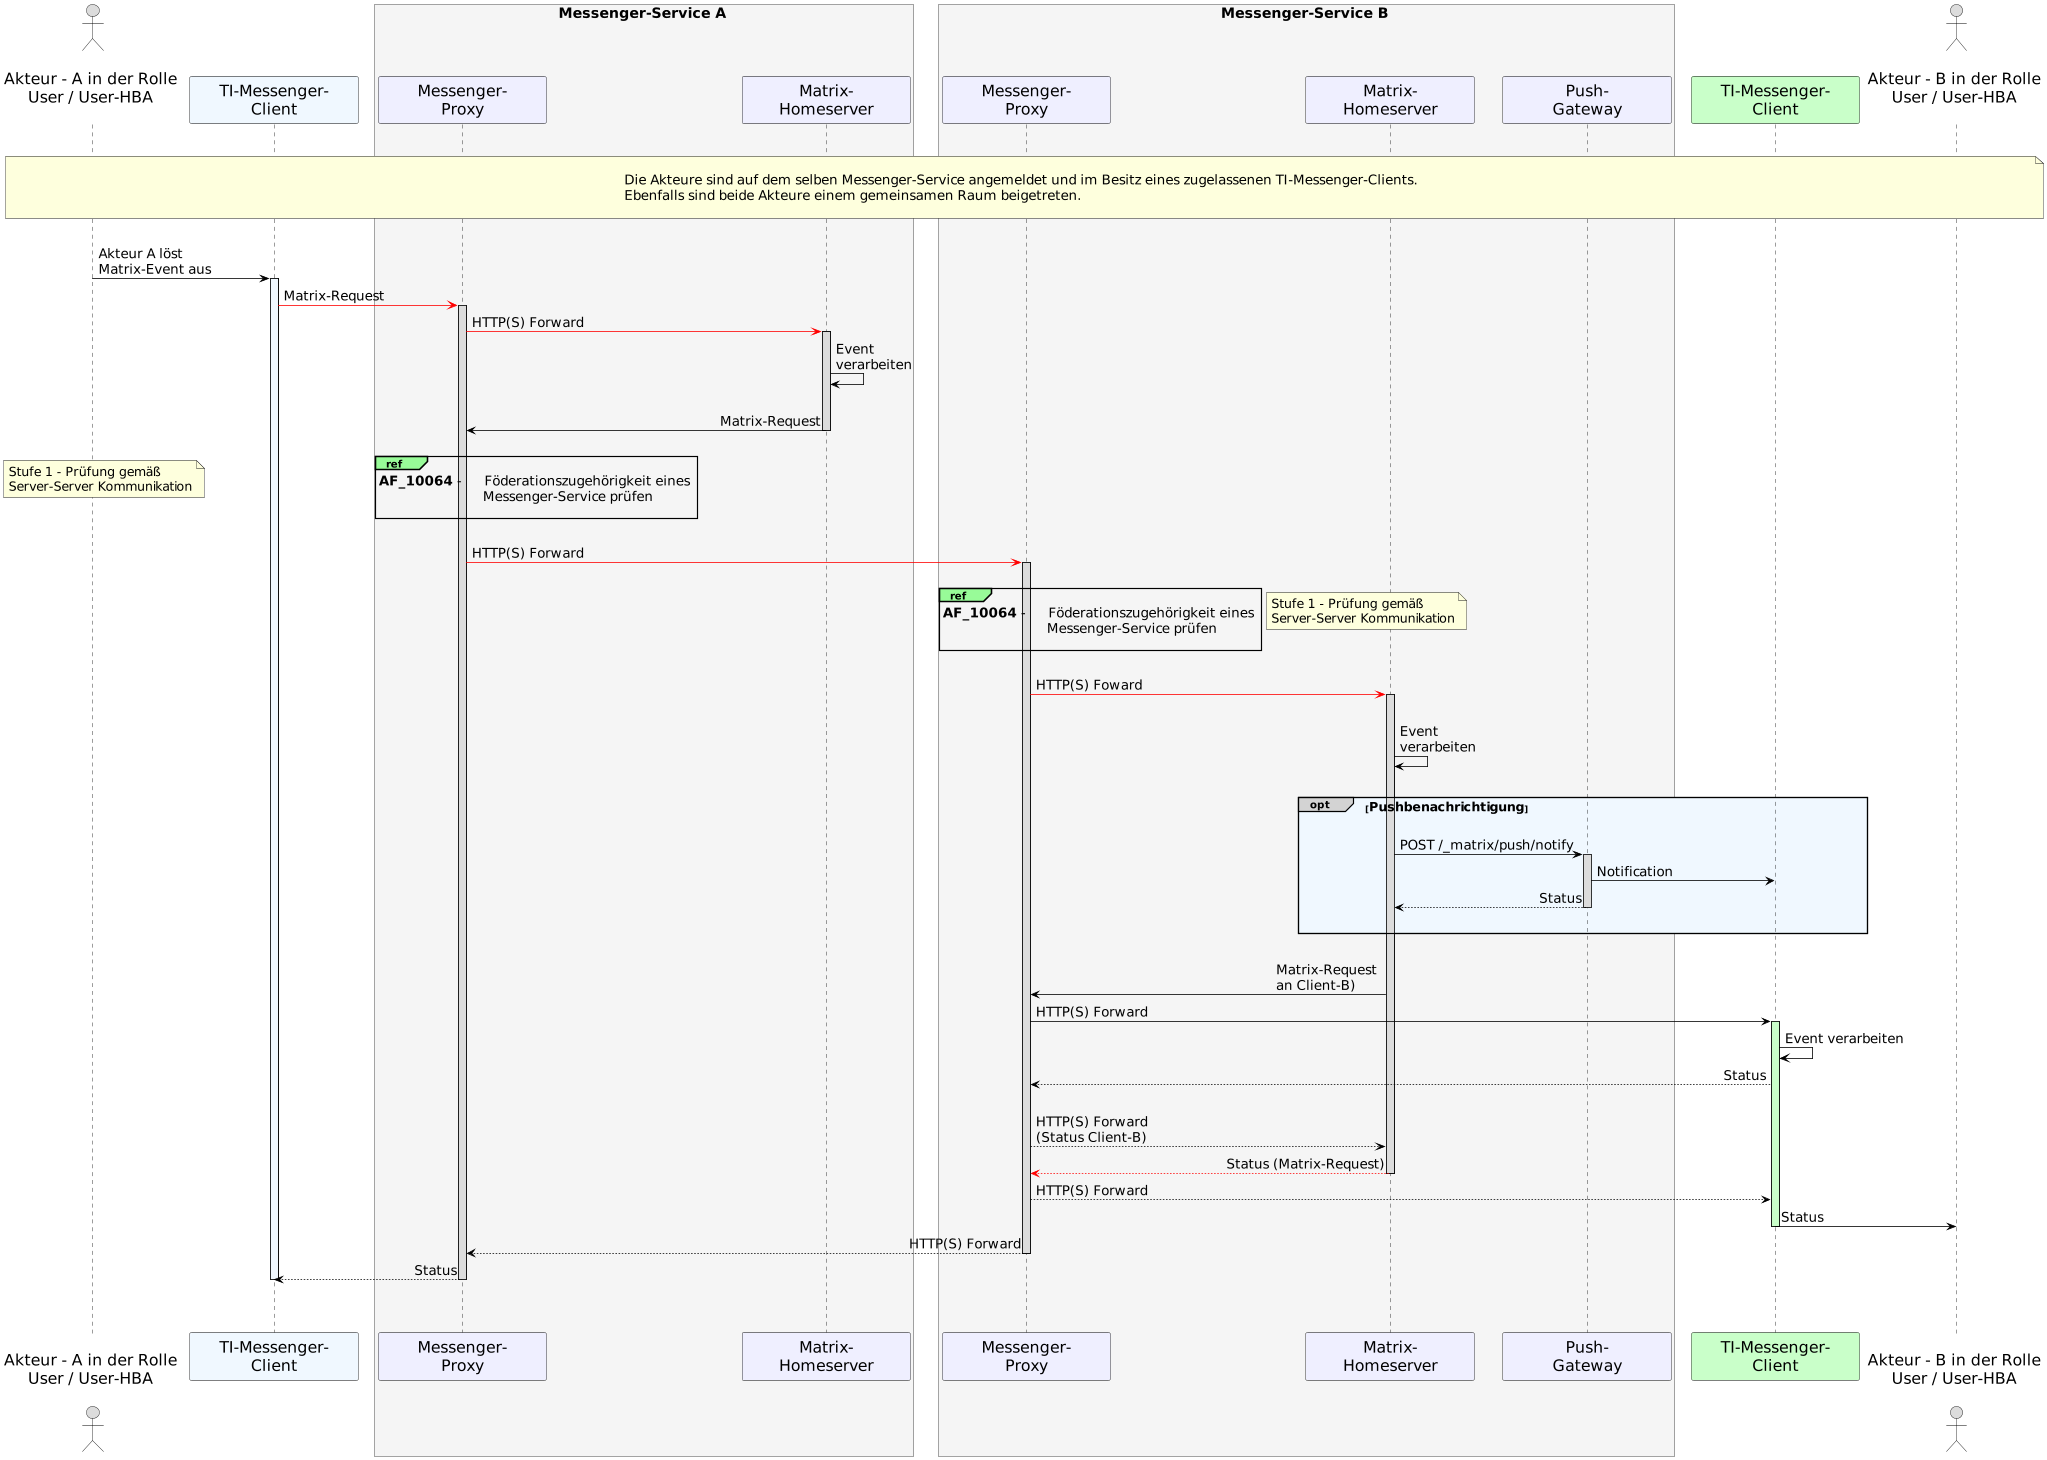 Messenger-Service A
Messenger-Service B
Akteur - A in der Rolle
User / User-HBA
TI-Messenger-
Client
Messenger-
Proxy
Matrix-
Homeserver
Messenger-
Proxy
Matrix-
Homeserver
Push-
Gateway
TI-Messenger-
Client
Akteur - B in der Rolle
User / User-HBA
Die Akteure sind auf dem selben Messenger-Service angemeldet und im Besitz eines zugelassenen TI-Messenger-Clients.
Ebenfalls sind beide Akteure einem gemeinsamen Raum beigetreten.
Akteur A löst
Matrix-Event aus
Matrix-Request
HTTP(S) Forward
Event
verarbeiten
Matrix-Request
Stufe 1 - Prüfung gemäß
Server-Server Kommunikation
ref
AF_10064 - Föderationszugehörigkeit eines
Messenger-Service prüfen
HTTP(S) Forward
ref
AF_10064 - Föderationszugehörigkeit eines
Messenger-Service prüfen
Stufe 1 - Prüfung gemäß
Server-Server Kommunikation
HTTP(S) Foward
Event
verarbeiten
opt [Pushbenachrichtigung]
POST /_matrix/push/notify
Notification
Status
Matrix-Request
an Client-B)
HTTP(S) Forward
Event verarbeiten
Status
HTTP(S) Forward
(Status Client-B)
Status (Matrix-Request)
HTTP(S) Forward
Status
HTTP(S) Forward
Status
Akteur - A in der Rolle
User / User-HBA
TI-Messenger-
Client
Messenger-
Proxy
Matrix-
Homeserver
Messenger-
Proxy
Matrix-
Homeserver
Push-
Gateway
TI-Messenger-
Client
Akteur - B in der Rolle
User / User-HBA